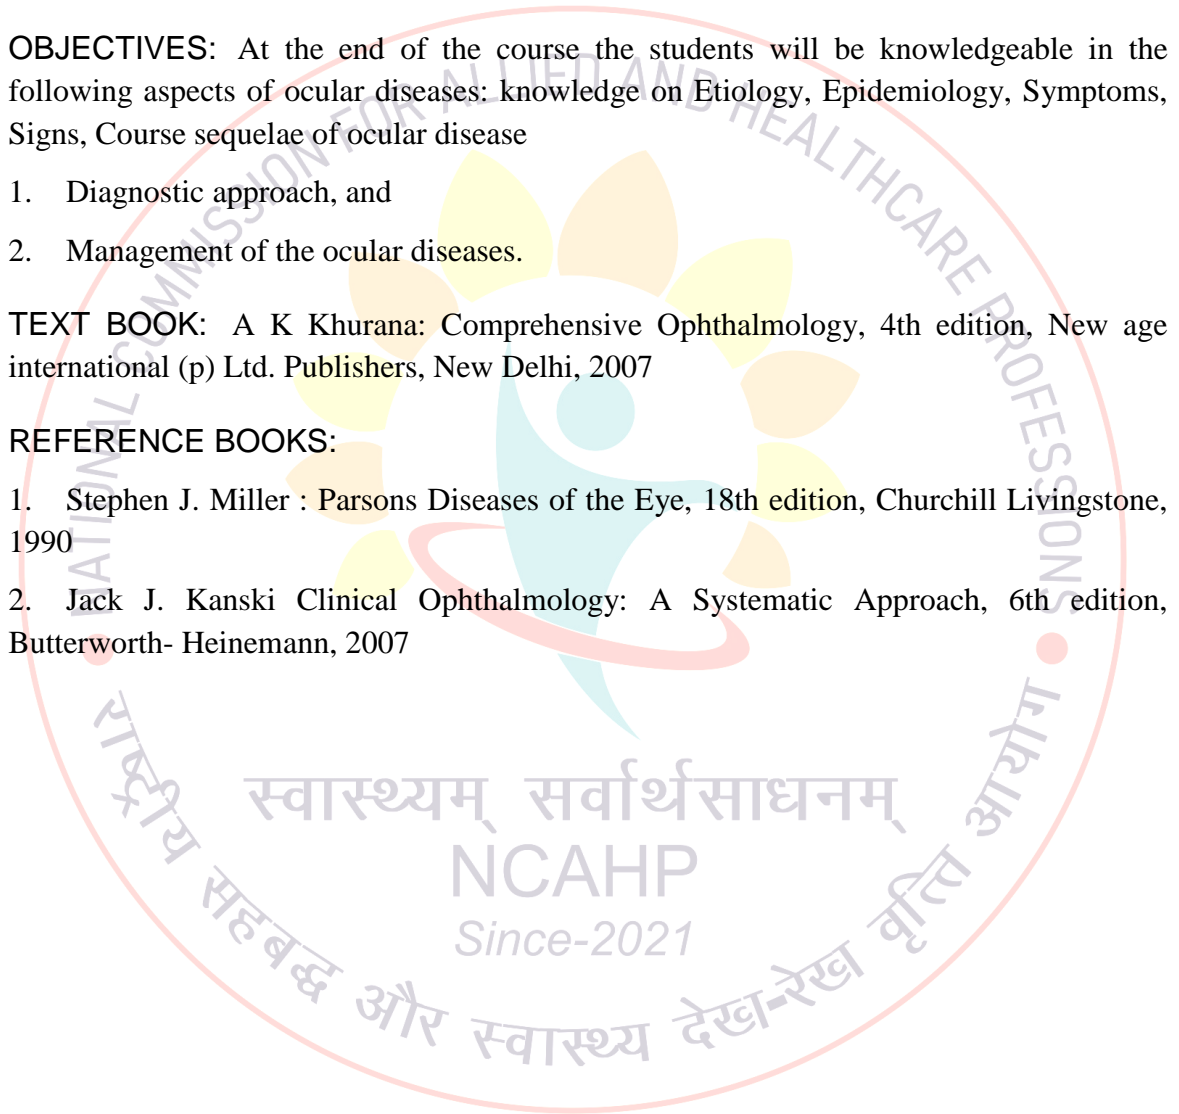 OBJECTIVES: At the end of the course the students will be knowledgeable in the
following aspects of ocular diseases: knowledge on Etiology, Epidemiology, Symptoms,
Signs, Course sequelae of ocular disease
1. Diagnostic approach, and
2. Management of the ocular diseases.
TEXT BOOK: A K Khurana: Comprehensive Ophthalmology, 4th edition, New age
international (p) Ltd. Publishers, New Delhi, 2007
REFERENCE BOOKS:
1. Stephen J. Miller : Parsons Diseases of the Eye, 18th edition, Churchill Livingstone,
1990
2. Jack J. Kanski Clinical Ophthalmology: A Systematic Approach, 6th edition,
Butterworth- Heinemann, 2007
NATIONAL COMMISSION FOR ALLIED AND HEALTHCARE PROFESSIONS
स्वास्थ्यम् सर्वार्थसाधनम्
NCAHP
Since-2021
राष्ट्रीय सहबद्ध और स्वास्थ्य देख-रेख वृत्ति आयोग